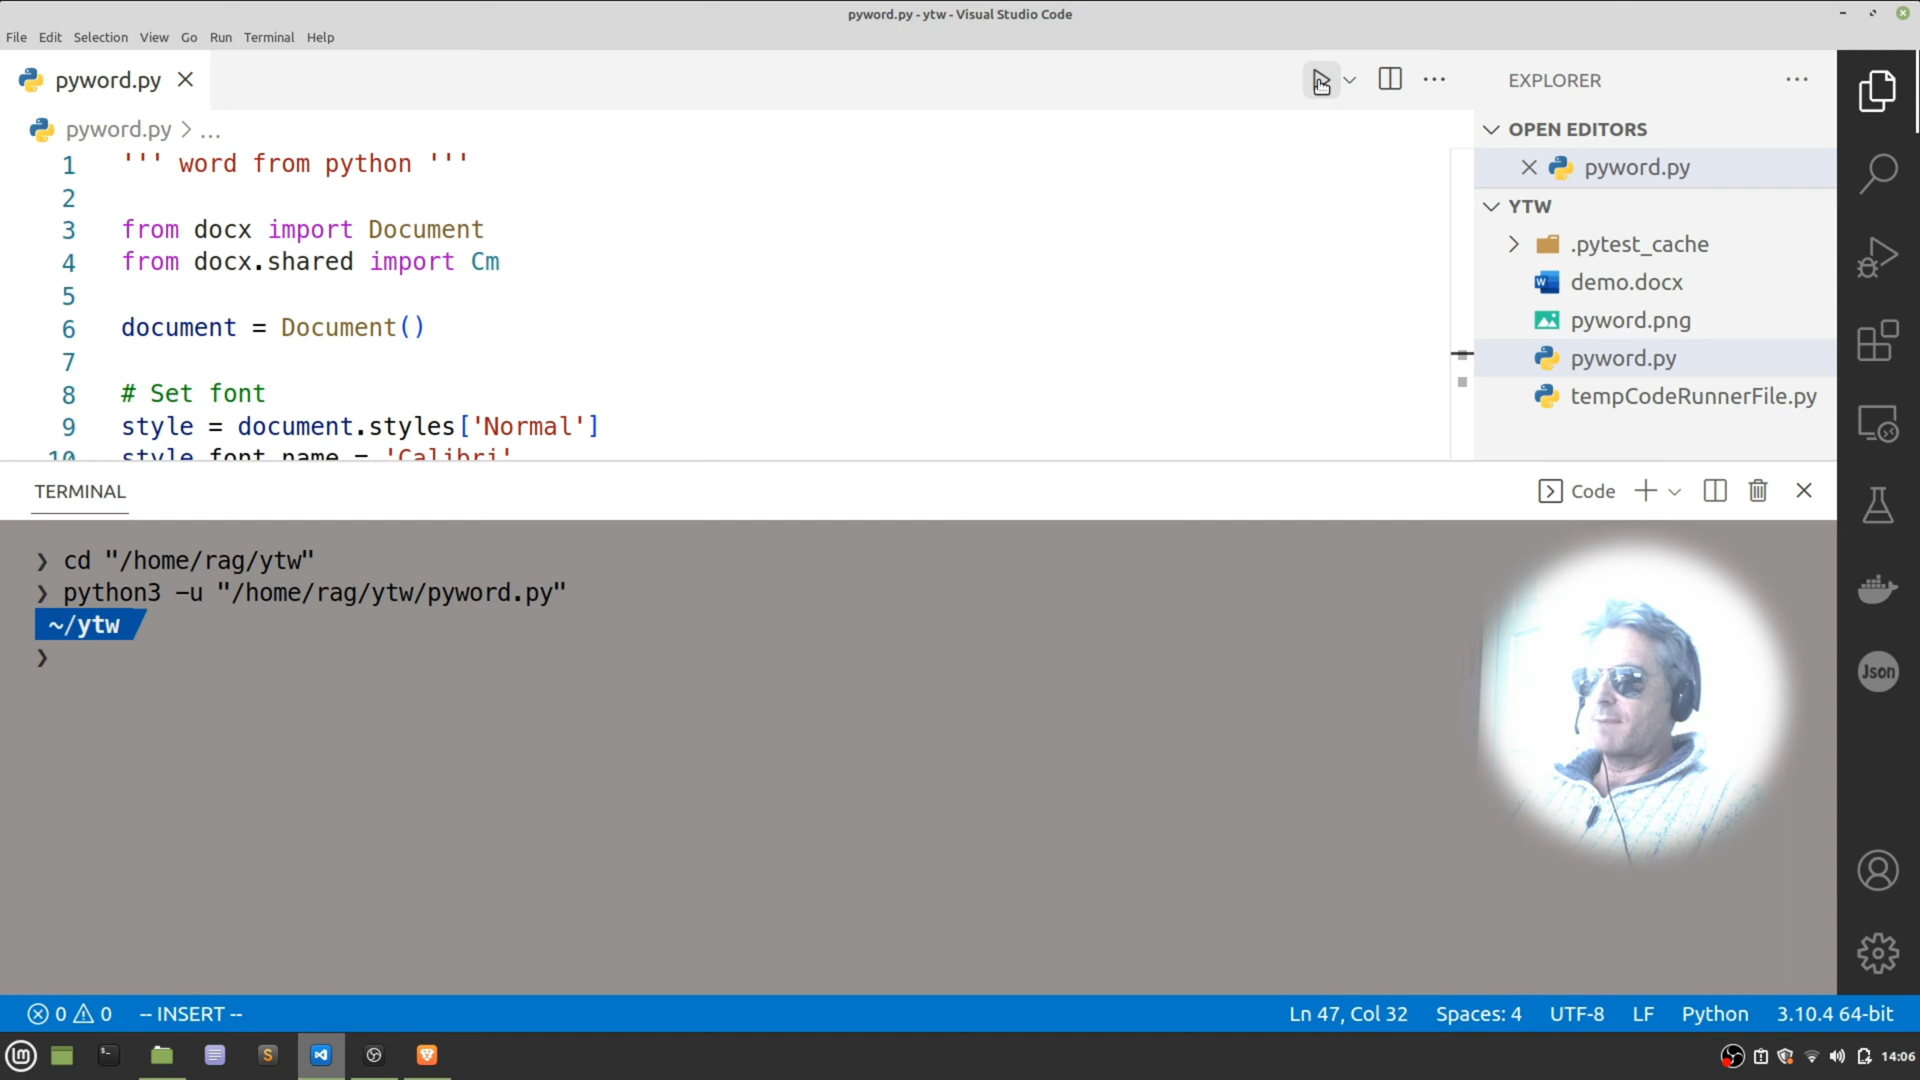 pyword.py - ytw - Visual Studio Code
File Edit Selection View Go Run Terminal Help
pyword.py
pyword.py > ...
1 ''' word from python '''
2
3 from docx import Document
4 from docx.shared import Cm
5
6 document = Document()
7
8 # Set font
9 style = document.styles['Normal']
10 style.font.name = 'Calibri'
EXPLORER
OPEN EDITORS
pyword.py
YTW
.pytest_cache
demo.docx
pyword.png
pyword.py
tempCodeRunnerFile.py
TERMINAL
Code
❯ cd "/home/rag/ytw"
❯ python3 -u "/home/rag/ytw/pyword.py"
~/ytw
❯
Json
0 0 -- INSERT --
Ln 47, Col 32 Spaces: 4 UTF-8 LF Python 3.10.4 64-bit
14:06